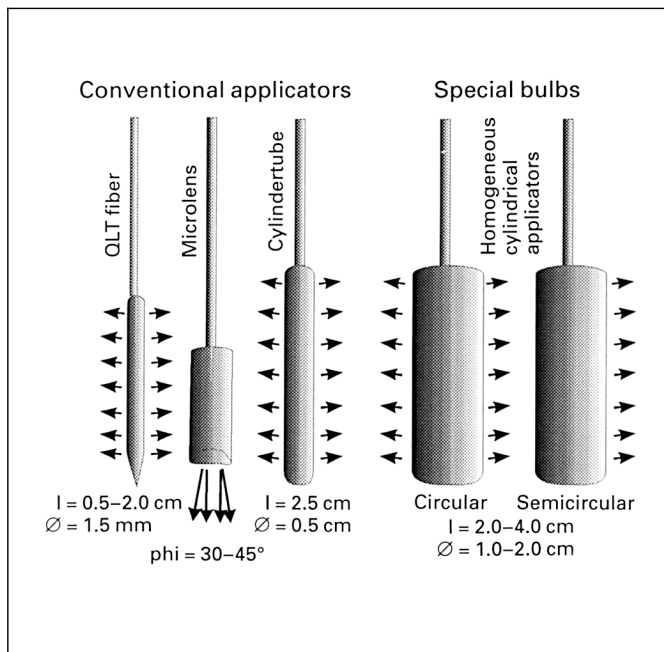 Conventional applicators
Special bulbs
QLT fiber
Microlens
Cylindertube
Homogeneous
cylindrical
applicators
l = 0.5–2.0 cm
∅ = 1.5 mm
phi = 30–45°
l = 2.5 cm
∅ = 0.5 cm
Circular
Semicircular
l = 2.0–4.0 cm
∅ = 1.0–2.0 cm